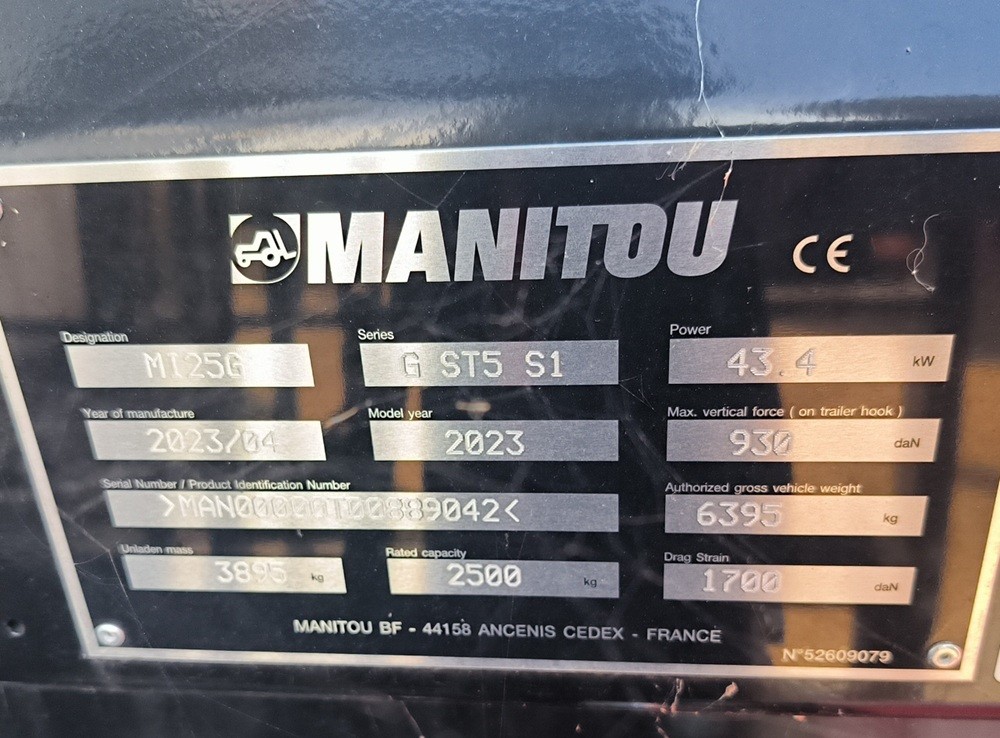 MANITOU CE
Designation Series Power
MI25G G ST5 S1 43.4 kW
Year of manufacture Model year Max. vertical force ( on trailer hook )
2023/04 2023 930 daN
Serial Number / Product Identification Number Authorized gross vehicle weight
6395 kg
Unladen mass Rated capacity Drag Strain
3895 kg 2500 kg 1700 daN
MANITOU BF - 44158 ANCENIS CEDEX - FRANCE
N°52609079